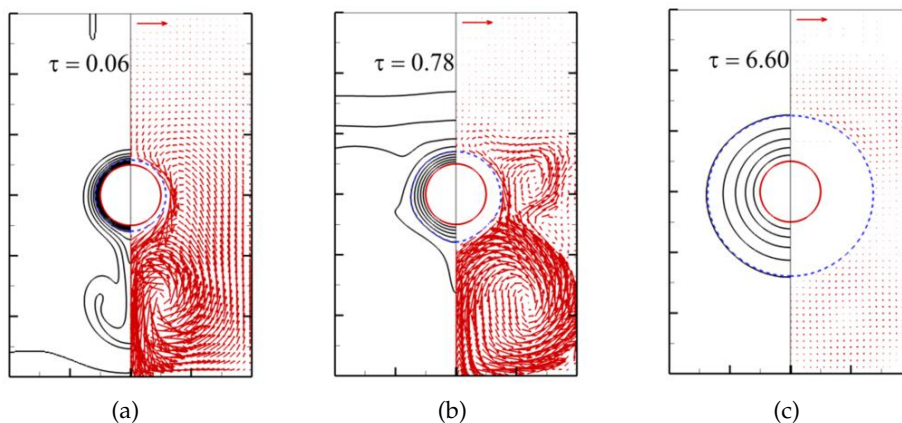 τ = 0.06
τ = 0.78
τ = 6.60
(a)
(b)
(c)